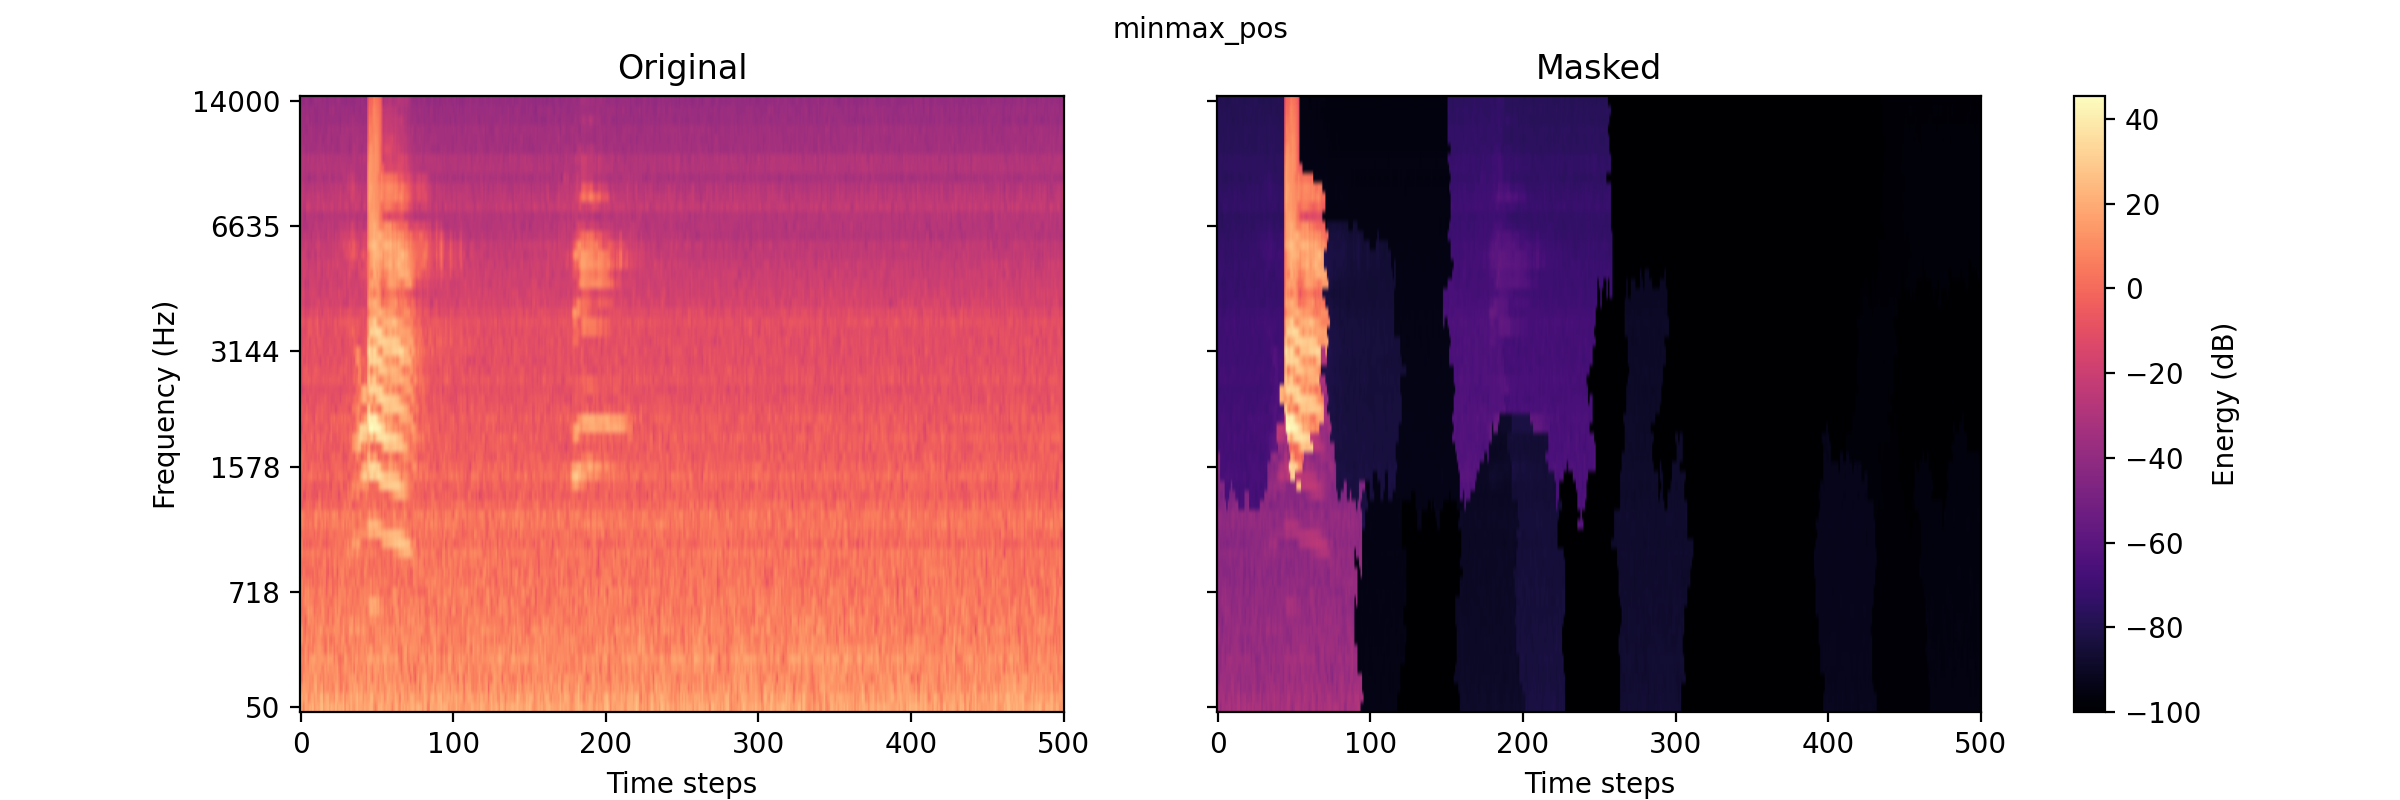 minmax_pos
Original
Masked
14000
6635
3144
1578
718
50
Frequency (Hz)
0 100 200 300 400 500
Time steps
0 100 200 300 400 500
Time steps
40
20
0
−20
−40
−60
−80
−100
Energy (dB)